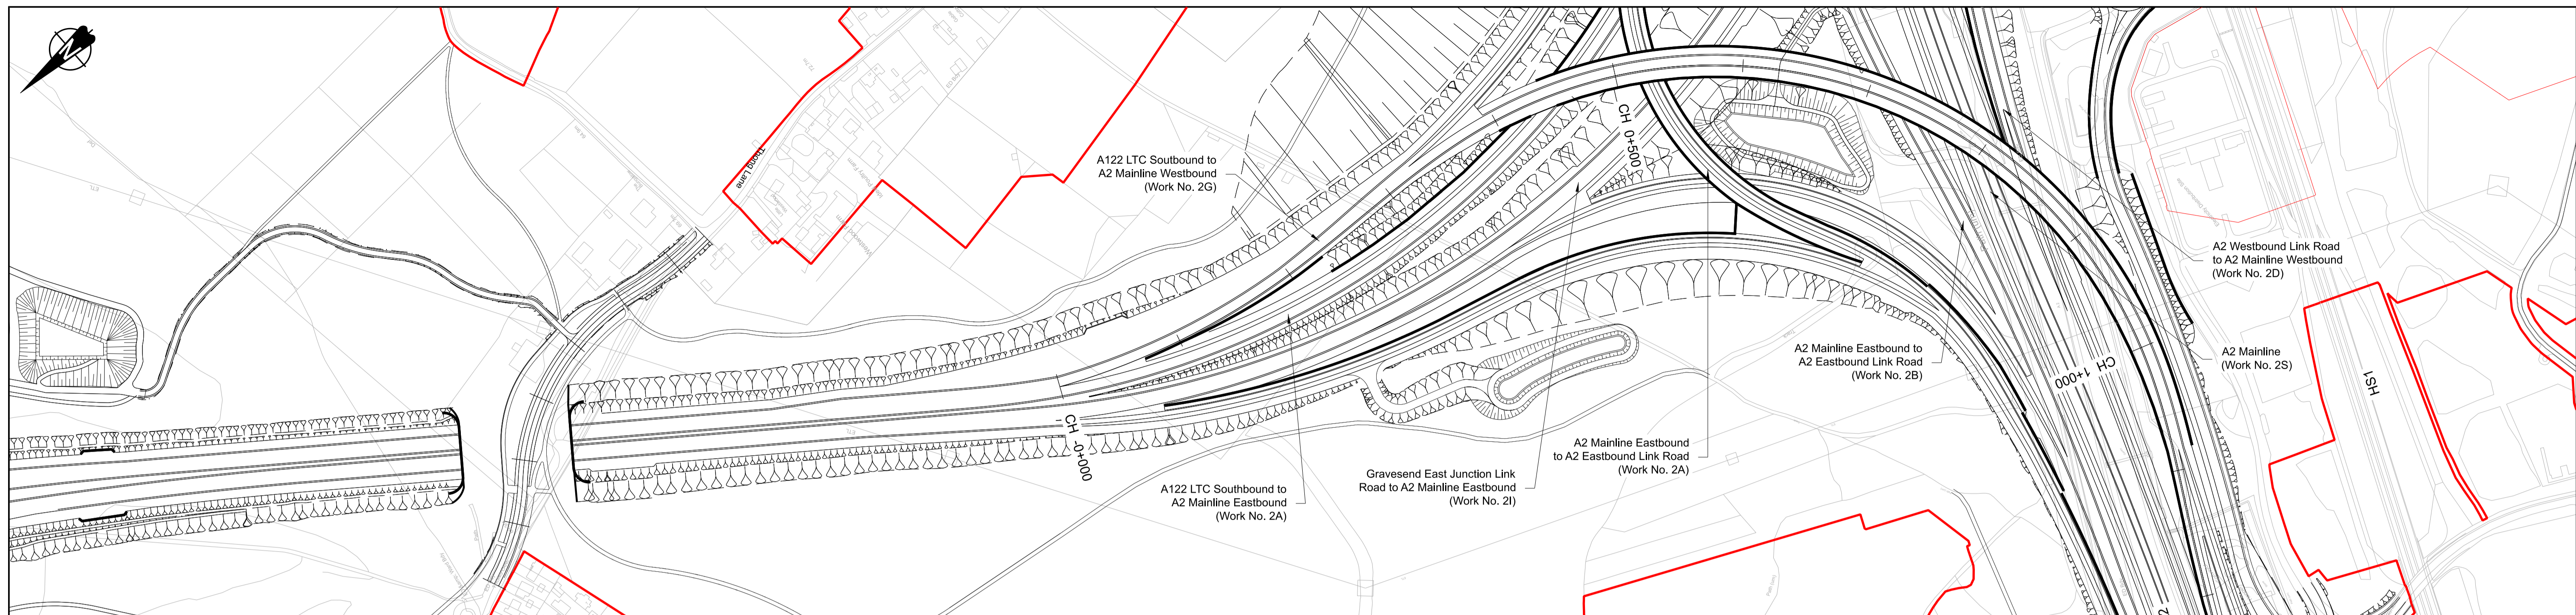 N
Thong Lane
A122 LTC Soutbound to
A2 Mainline Westbound
(Work No. 2G)
CH 0+500
A2 Westbound Link Road
to A2 Mainline Westbound
(Work No. 2D)
A2 Mainline Eastbound to
A2 Eastbound Link Road
(Work No. 2B)
A2 Mainline
(Work No. 2S)
CH 1+000
HS1
CH -0+000
A2 Mainline Eastbound
to A2 Eastbound Link Road
(Work No. 2A)
Gravesend East Junction Link
Road to A2 Mainline Eastbound
(Work No. 2I)
A122 LTC Southbound to
A2 Mainline Eastbound
(Work No. 2A)